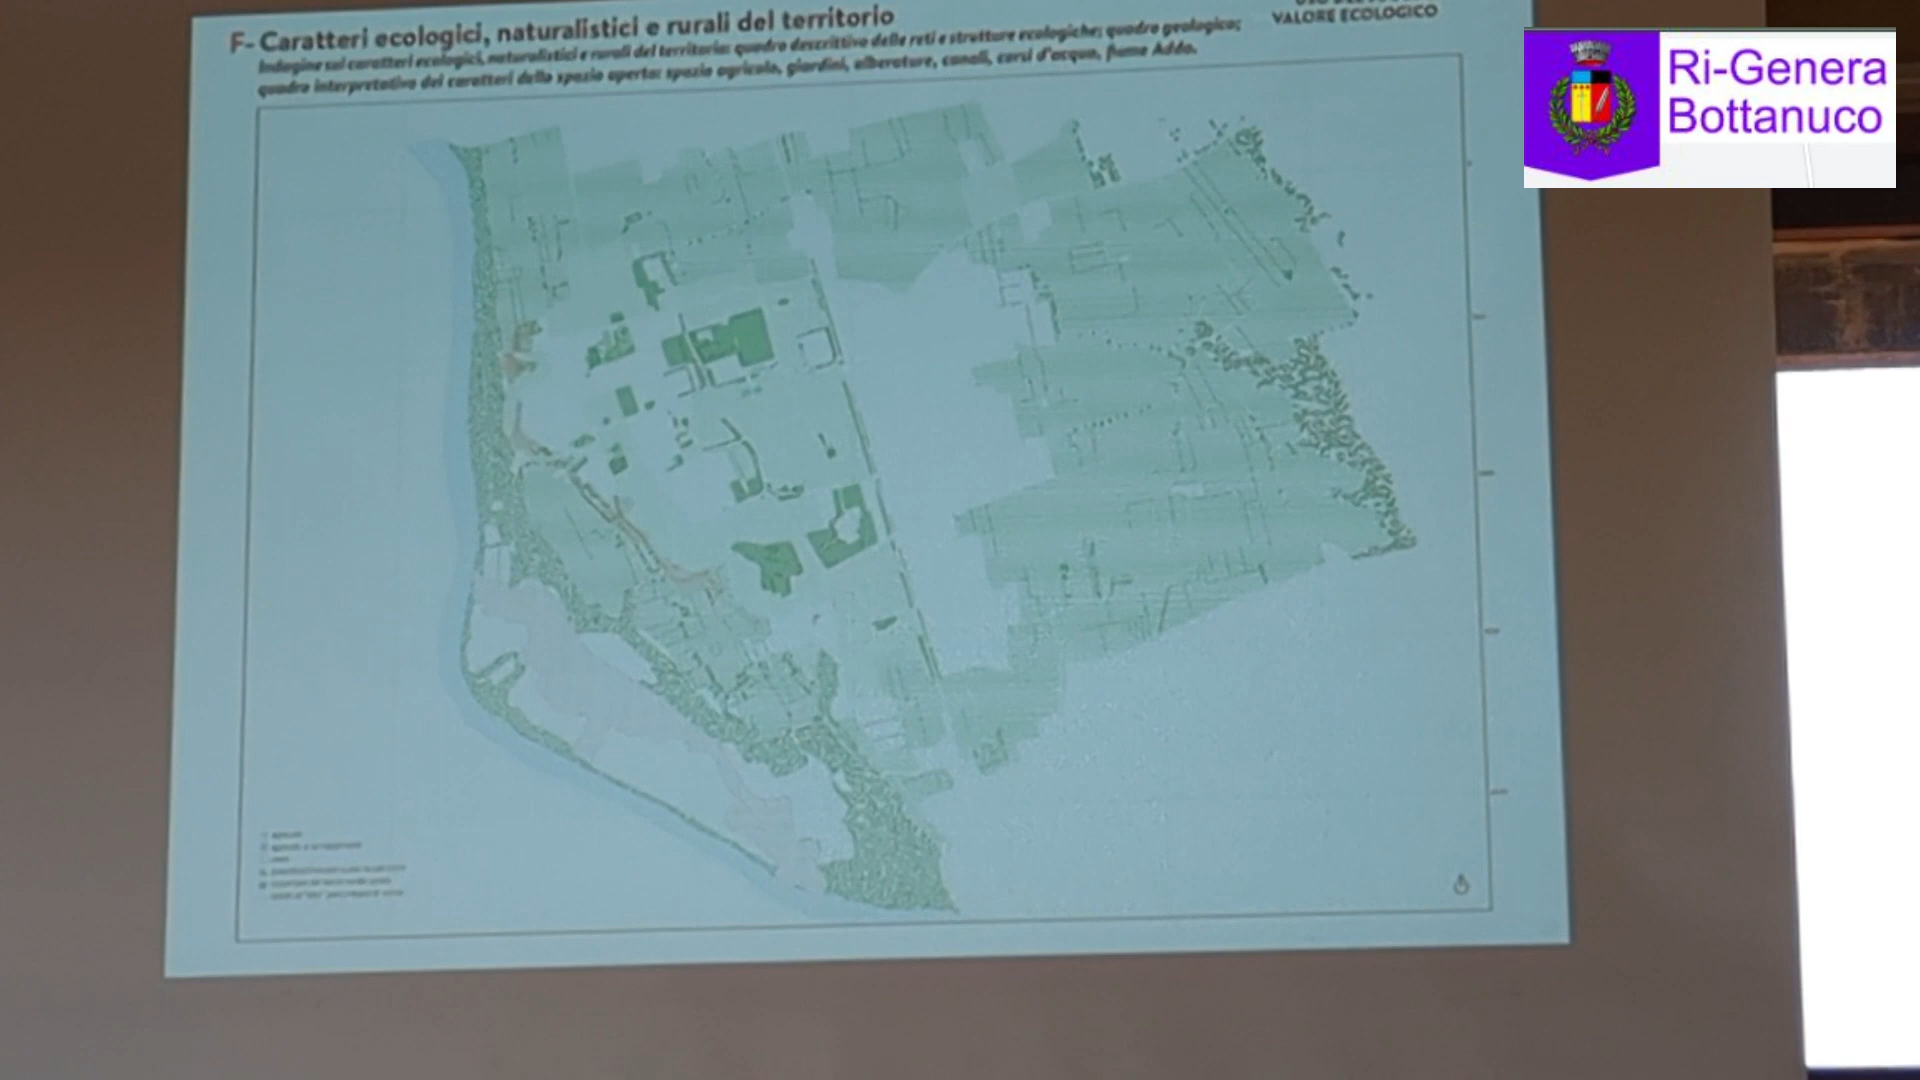 F- Caratteri ecologici, naturalistici e rurali del territorio
Indagine sui caratteri ecologici, naturalistici e rurali del territorio: quadro descrittivo delle reti e strutture ecologiche; quadro geologico;
quadro interpretativo dei caratteri dello spazio aperto: spazio agricolo, giardini, alberature, canali, corsi d'acqua, fiume Adda.
VALORE ECOLOGICO
Ri-Genera
Bottanuco